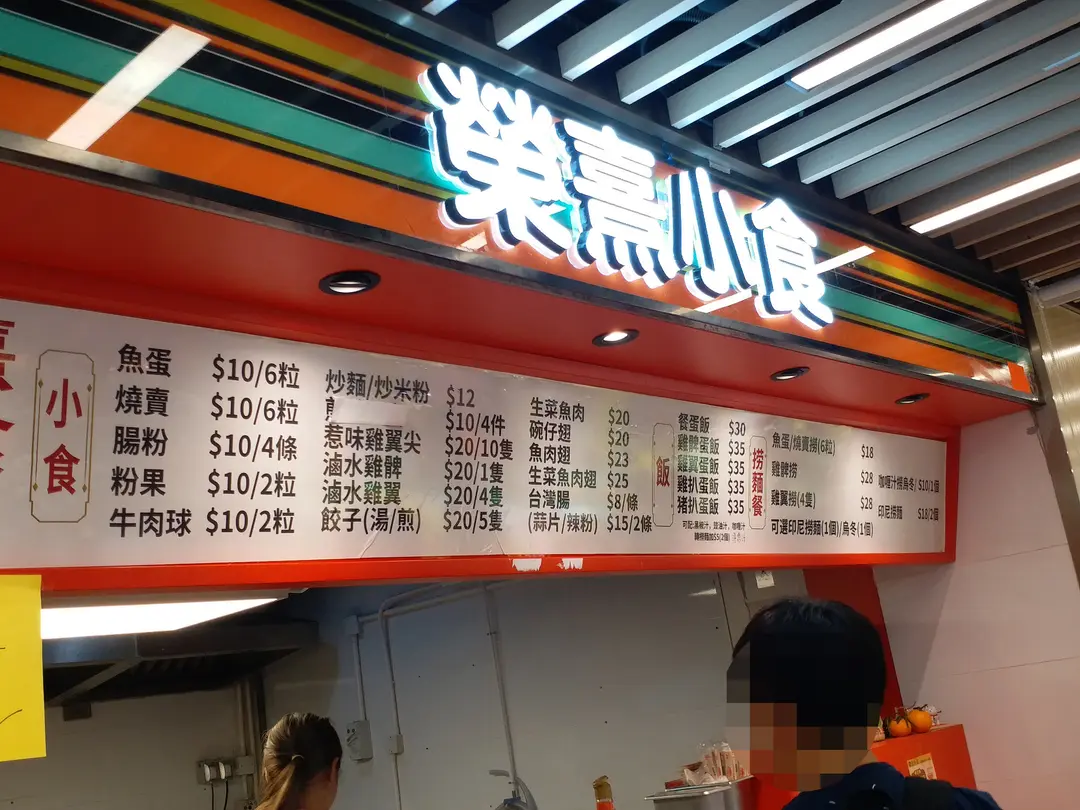 榮熹小食
小食
魚蛋 $10/6粒
燒賣 $10/6粒
腸粉 $10/4條
粉果 $10/2粒
牛肉球 $10/2粒
炒麵/炒米粉 $12
$10/4件
惹味雞翼尖 $20/10隻
滷水雞髀 $20/1隻
滷水雞翼 $20/4隻
餃子(湯/煎) $20/5隻
生菜魚肉 $20
碗仔翅 $20
魚肉翅 $23
生菜魚肉翅 $25
台灣腸 $8/條
(蒜片/辣粉) $15/2條
飯
餐蛋飯 $30
雞髀蛋飯 $35
雞翼蛋飯 $35
雞扒蛋飯 $35
豬扒蛋飯 $35
撈麵餐
魚蛋/燒賣撈(6粒) $18
雞髀撈 $28
雞翼撈(4隻) $28
可選印尼撈麵(1個)/烏冬(1個)
咖喱汁撈烏冬 $10/1個
印尼撈麵 $18/2個